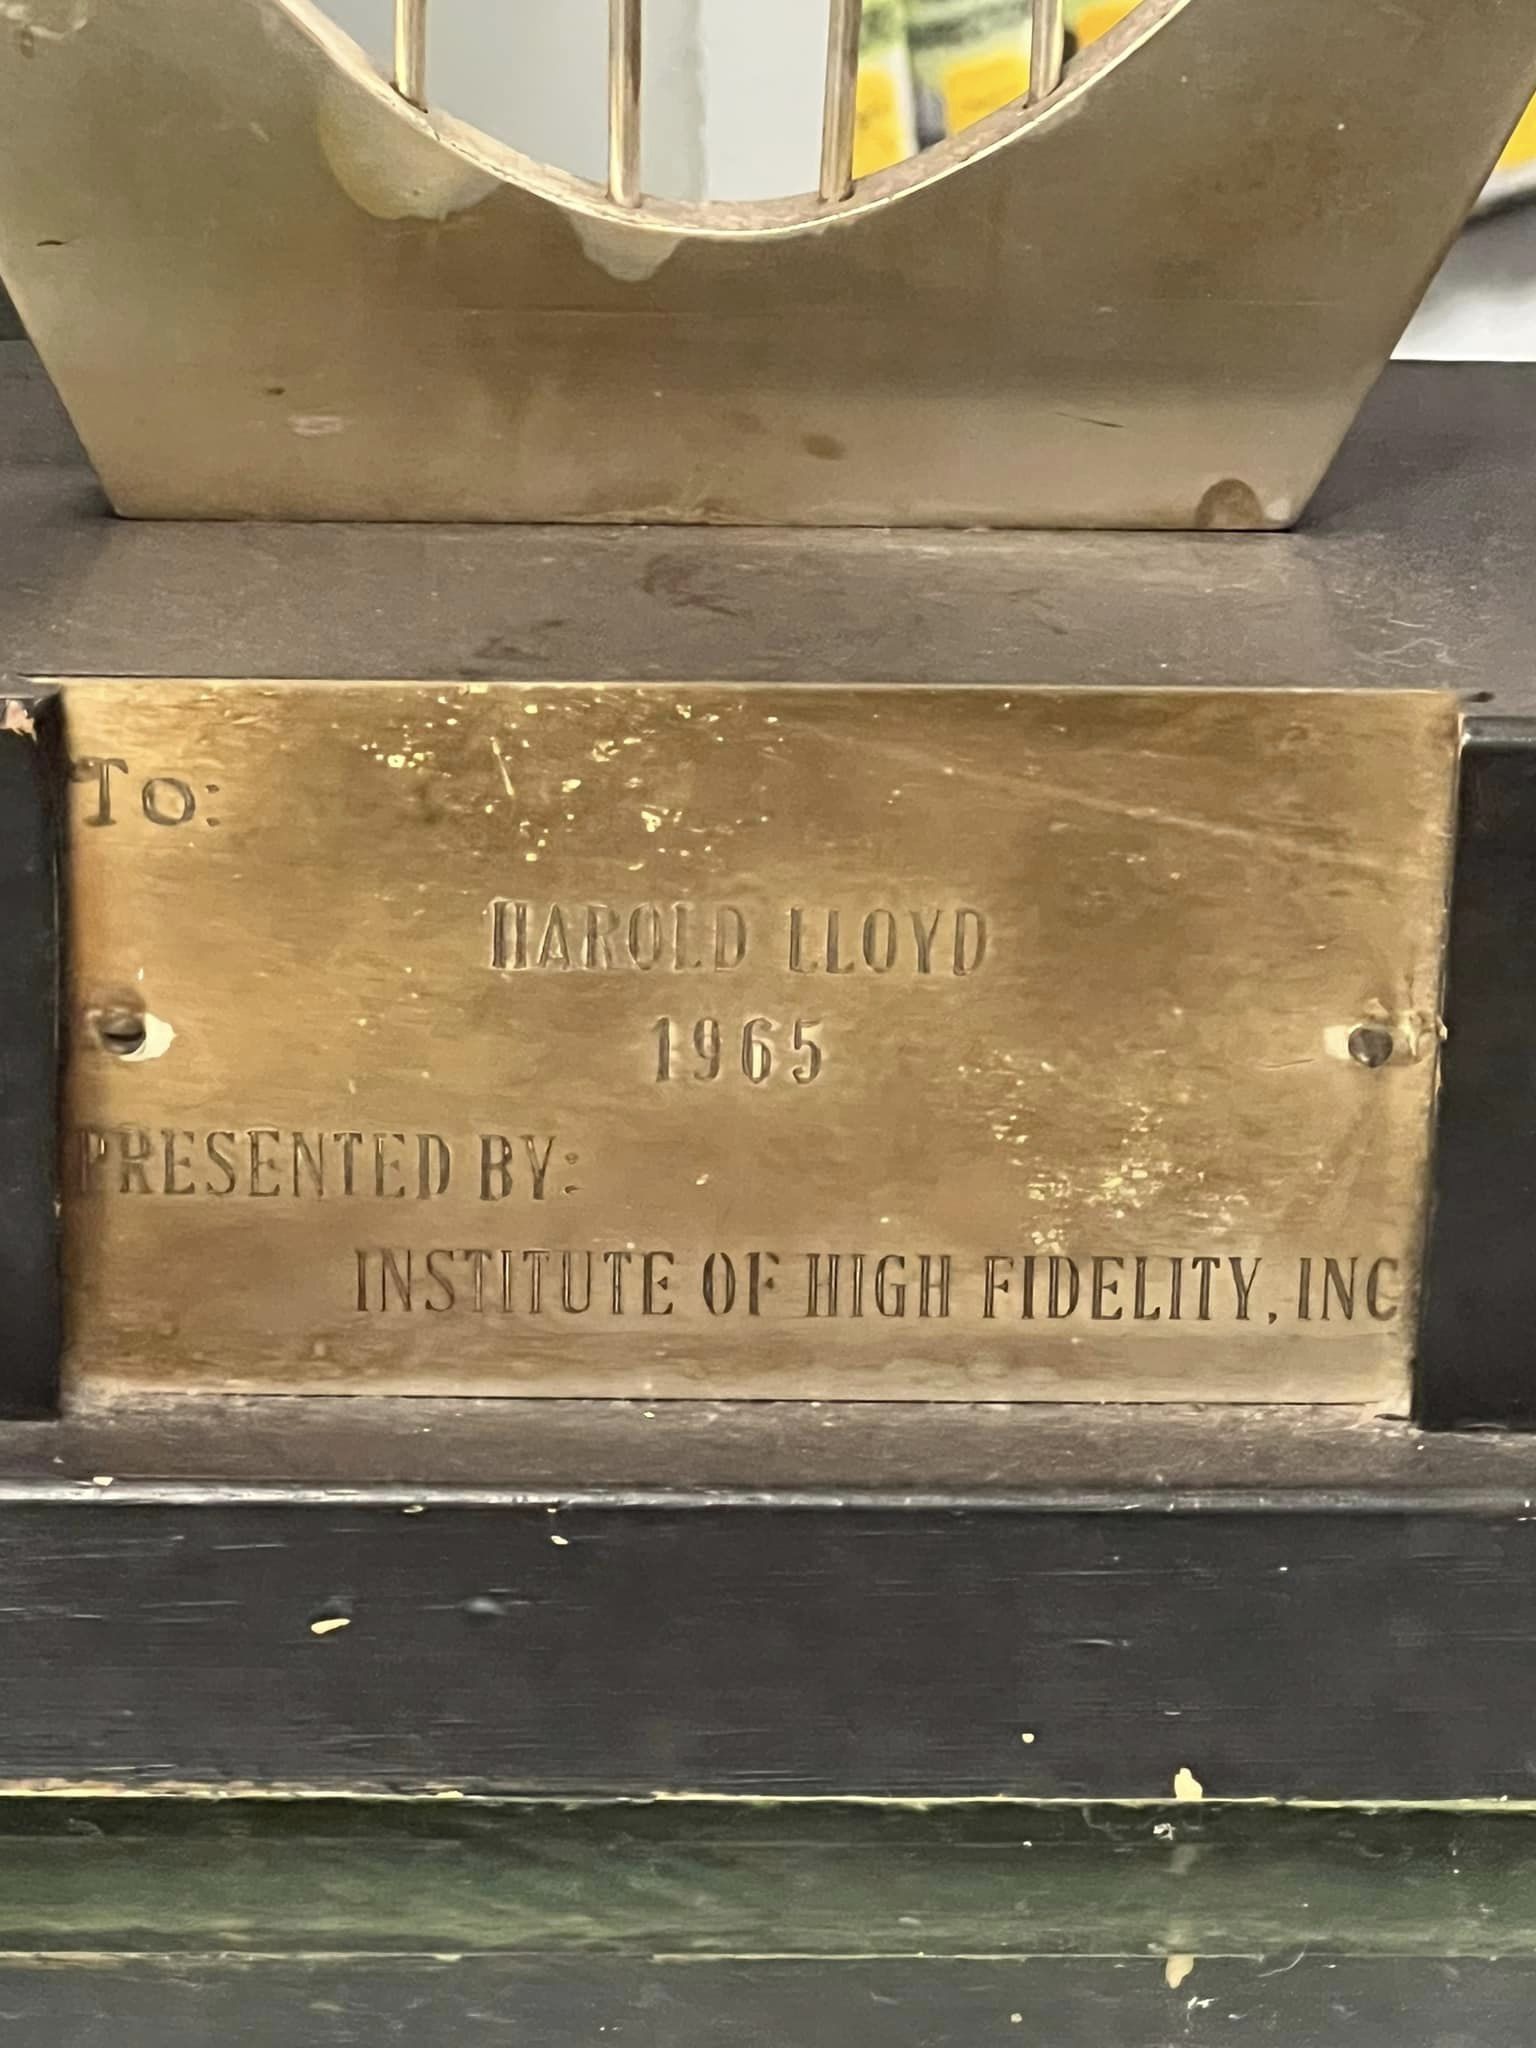 To:
HAROLD LLOYD
1965
PRESENTED BY:
INSTITUTE OF HIGH FIDELITY, INC